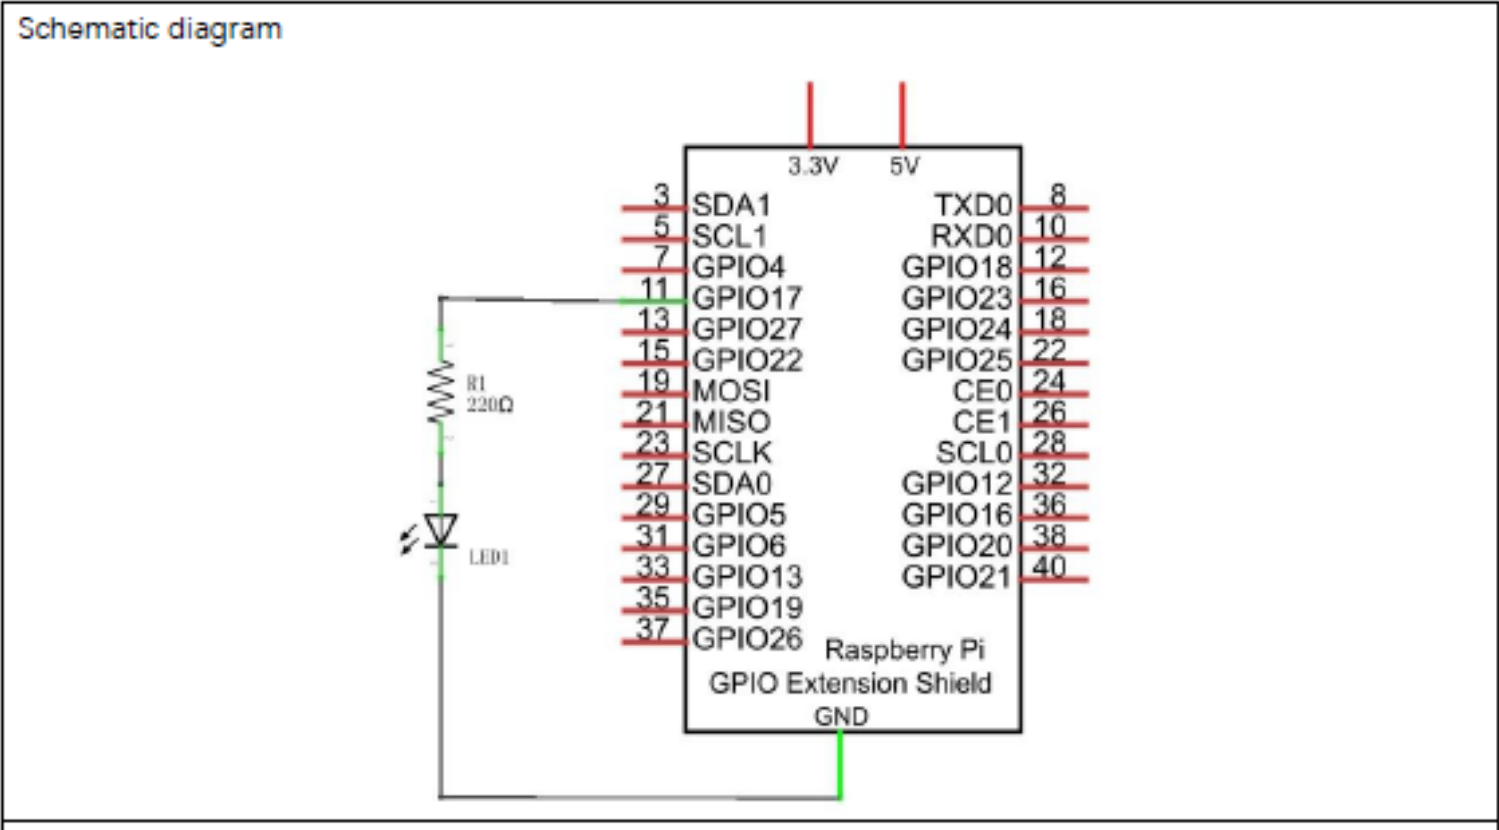 Schematic diagram
3.3V 5V
3 SDA1 TXD0 8
5 SCL1 RXD0 10
7 GPIO4 GPIO18 12
11 GPIO17 GPIO23 16
13 GPIO27 GPIO24 18
15 GPIO22 GPIO25 22
19 MOSI CE0 24
21 MISO CE1 26
23 SCLK SCL0 28
27 SDA0 GPIO12 32
29 GPIO5 GPIO16 36
31 GPIO6 GPIO20 38
33 GPIO13 GPIO21 40
35 GPIO19
37 GPIO26
Raspberry Pi
GPIO Extension Shield
GND
R1
220Ω
LED1